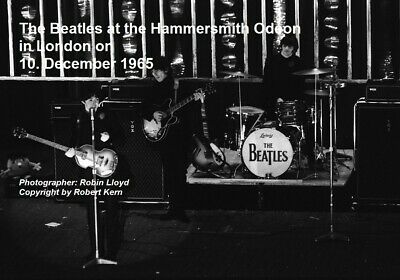 The Beatles at the Hammersmith Odeon
in London on
10. December 1965
Ludwig
THE
BEATLES
VOX
Photographer: Robin Lloyd
Copyright by Robert Kern